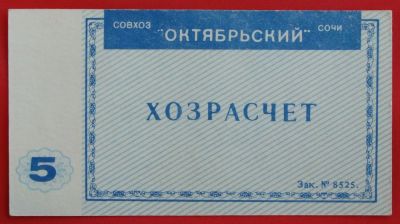 СОВХОЗ "ОКТЯБРЬСКИЙ" СОЧИ
ХОЗРАСЧЕТ
5
Зак. № 8525.